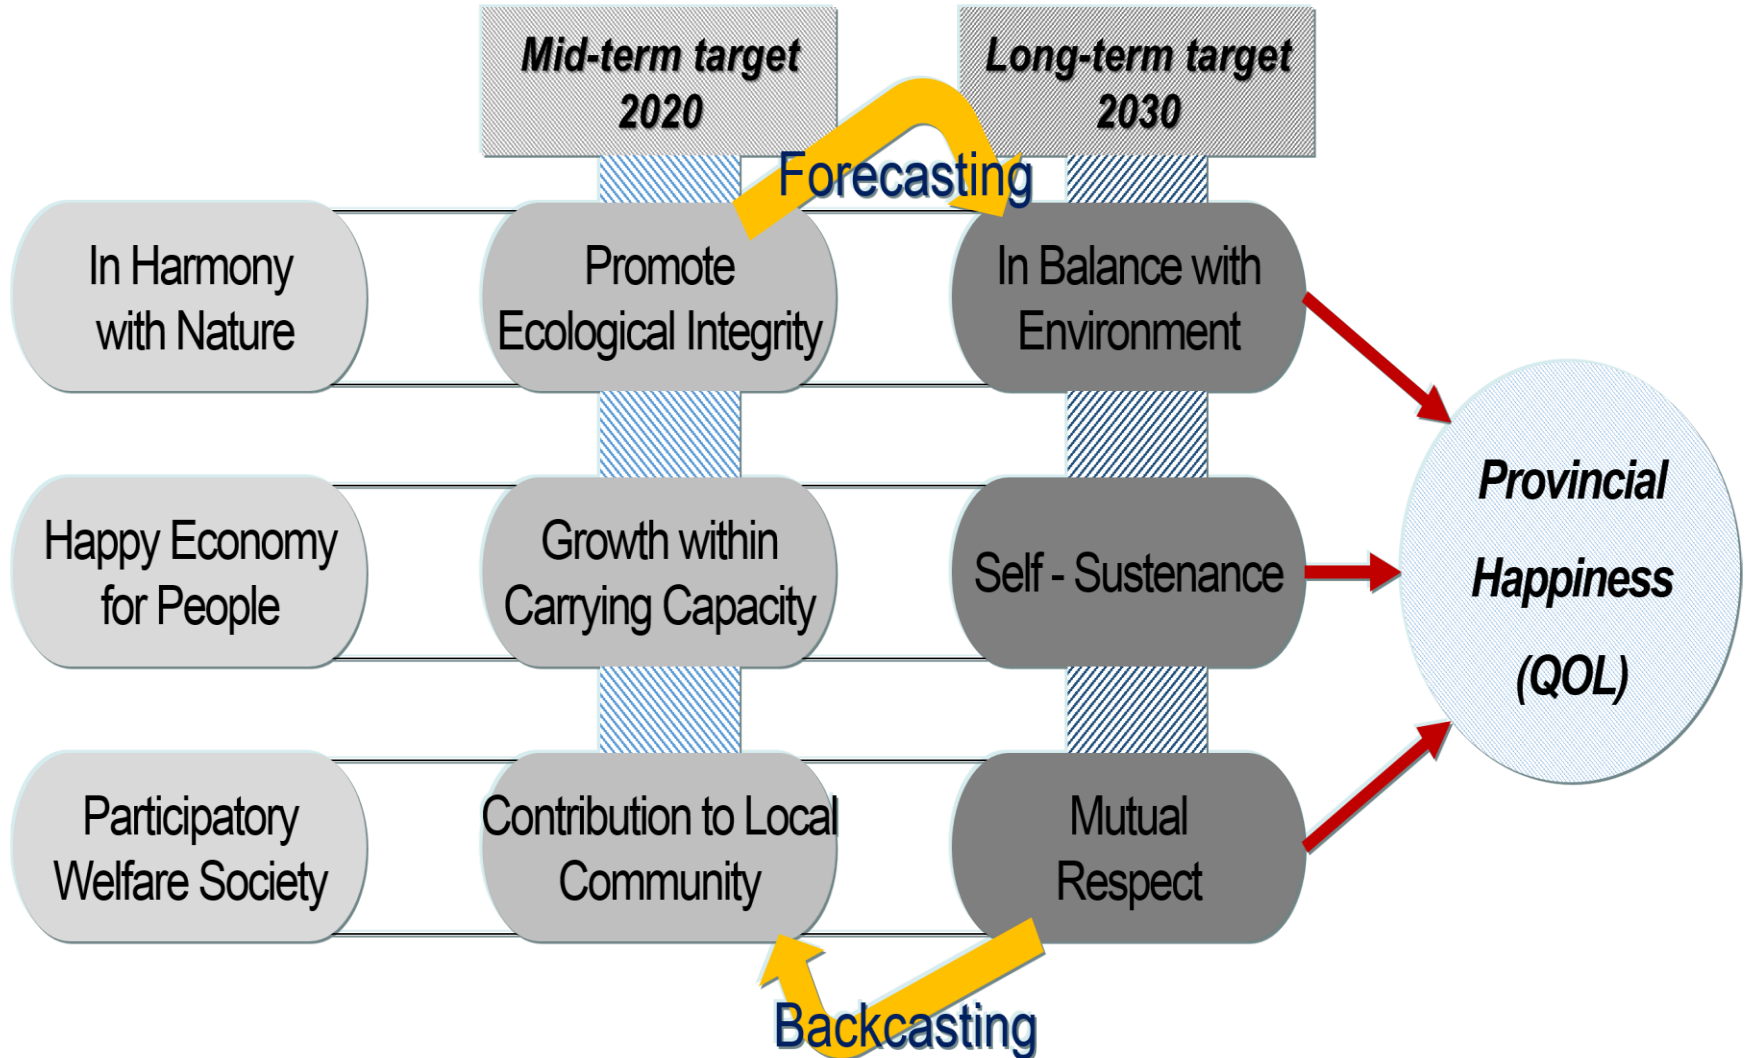 Mid-term target
2020
Long-term target
2030
Forecasting
In Harmony
with Nature
Promote
Ecological Integrity
In Balance with
Environment
Happy Economy
for People
Growth within
Carrying Capacity
Self - Sustenance
Provincial
Happiness
(QOL)
Participatory
Welfare Society
Contribution to Local
Community
Mutual
Respect
Backcasting